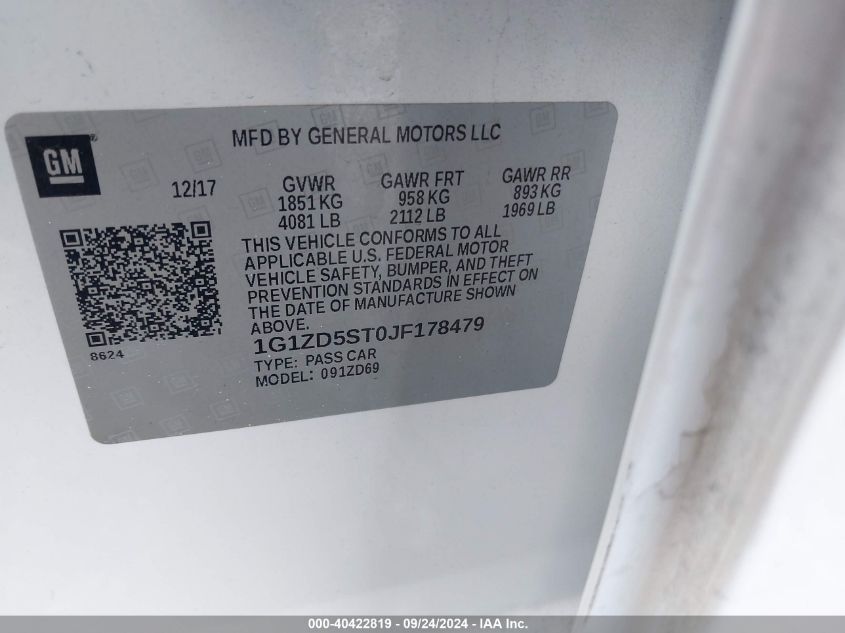 GM
MFD BY GENERAL MOTORS LLC
12/17
GVWR GAWR FRT GAWR RR
1851 KG 958 KG 893 KG
4081 LB 2112 LB 1969 LB
THIS VEHICLE CONFORMS TO ALL
APPLICABLE U.S. FEDERAL MOTOR
VEHICLE SAFETY, BUMPER, AND THEFT
PREVENTION STANDARDS IN EFFECT ON
THE DATE OF MANUFACTURE SHOWN
ABOVE.
8624
1G1ZD5ST0JF178479
TYPE: PASS CAR
MODEL: 091ZD69
000-40422819 - 09/24/2024 - IAA Inc.